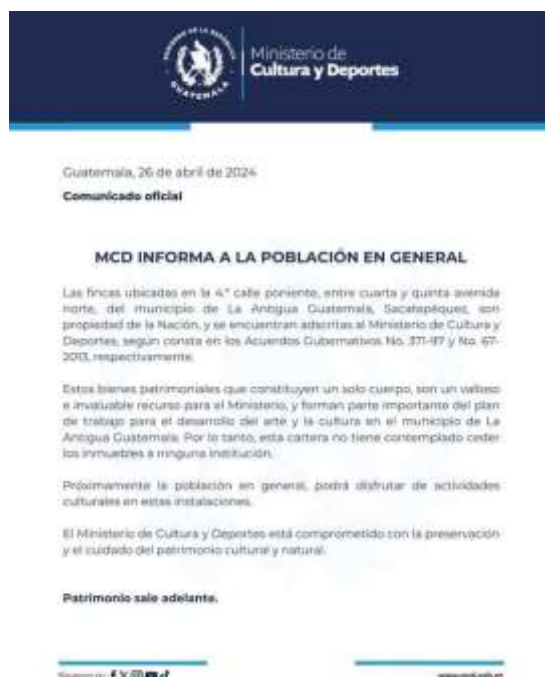 Ministerio de
Cultura y Deportes
GUATEMALA
Guatemala, 26 de abril de 2024
Comunicado oficial
MCD INFORMA A LA POBLACIÓN EN GENERAL
Las fincas ubicadas en la 4.ª calle poniente, entre cuarta y quinta avenida
norte, del municipio de La Antigua Guatemala, Sacatepéquez, son
propiedad de la Nación, y se encuentran adscritas al Ministerio de Cultura y
Deportes, según consta en los Acuerdos Gubernativos No. 371-97 y No. 67-
2013, respectivamente.
Estos bienes patrimoniales que constituyen un solo cuerpo, son un valioso
e invaluable recurso para el Ministerio, y forman parte importante del plan
de trabajo para el desarrollo del arte y la cultura en el municipio de La
Antigua Guatemala. Por lo tanto, esta cartera no tiene contemplado ceder
los inmuebles a ninguna institución.
Próximamente la población en general, podrá disfrutar de actividades
culturales en estas instalaciones.
El Ministerio de Cultura y Deportes está comprometido con la preservación
y el cuidado del patrimonio cultural y natural.
Patrimonio sale adelante.